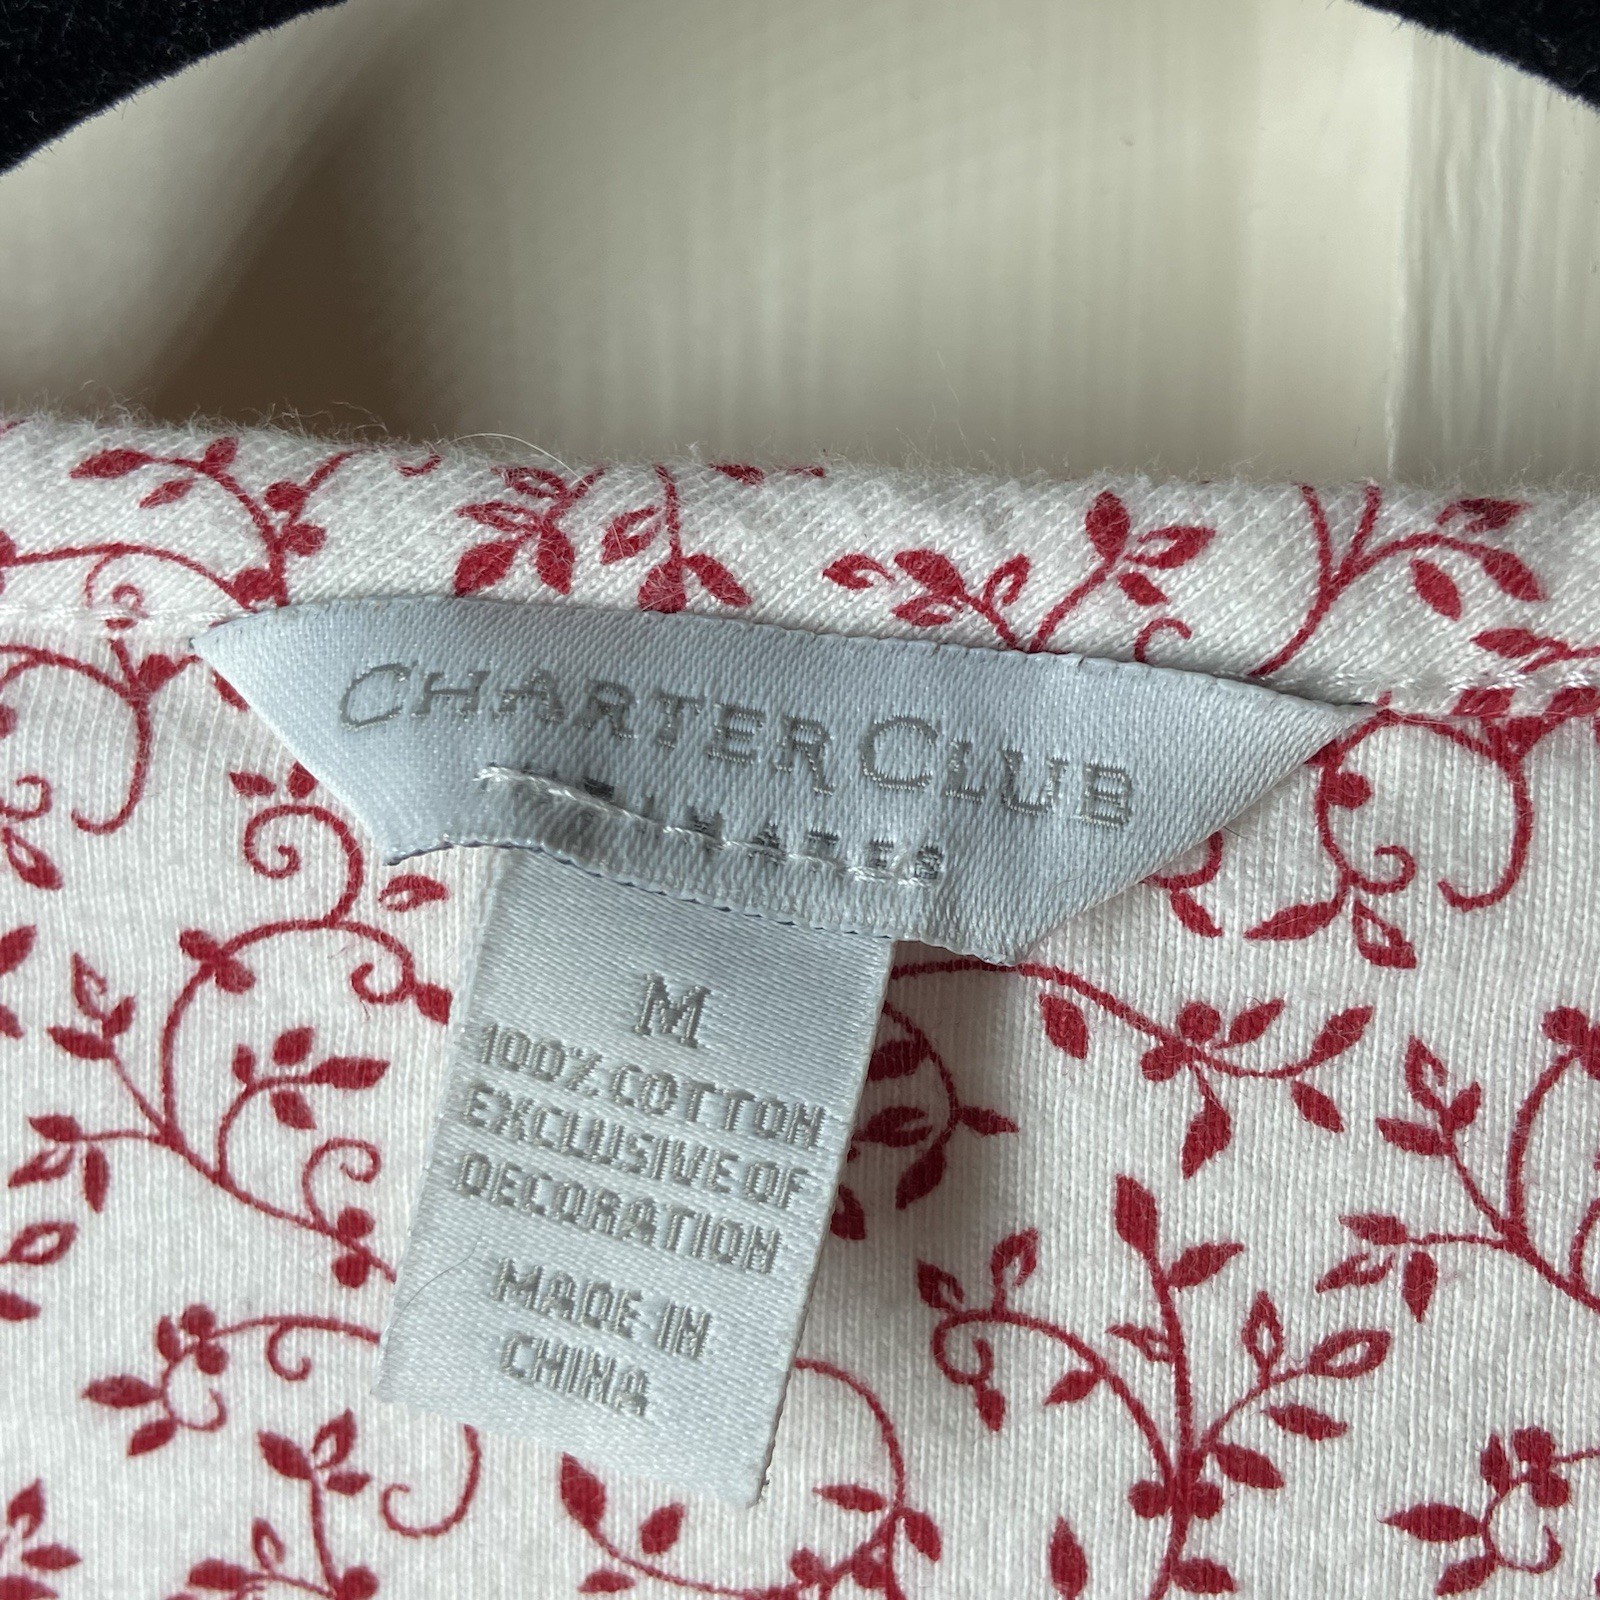 CHARTER CLUB
M
100% COTTON
EXCLUSIVE OF
DECORATION
MADE IN
CHINA